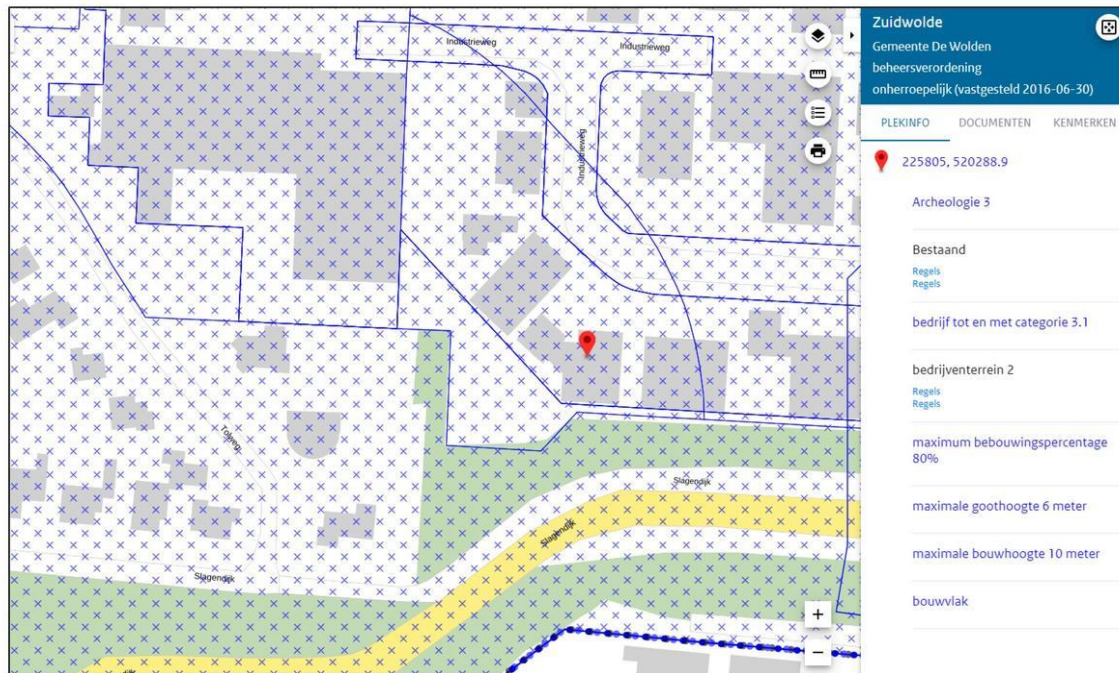 Industrieweg
Industrieweg
Industrieweg
Tolweg
Slagendijk
Slagendijk
Slagendijk
Slagendijk
+
−
Zuidwolde
Gemeente De Wolden
beheersverordening
onherroepelijk (vastgesteld 2016-06-30)
PLEKINFO DOCUMENTEN KENMERKEN
225805, 520288.9
Archeologie 3
Bestaand
Regels
Regels
bedrijf tot en met categorie 3.1
bedrijventerrein 2
Regels
Regels
maximum bebouwingspercentage
80%
maximale goothoogte 6 meter
maximale bouwhoogte 10 meter
bouwvlak